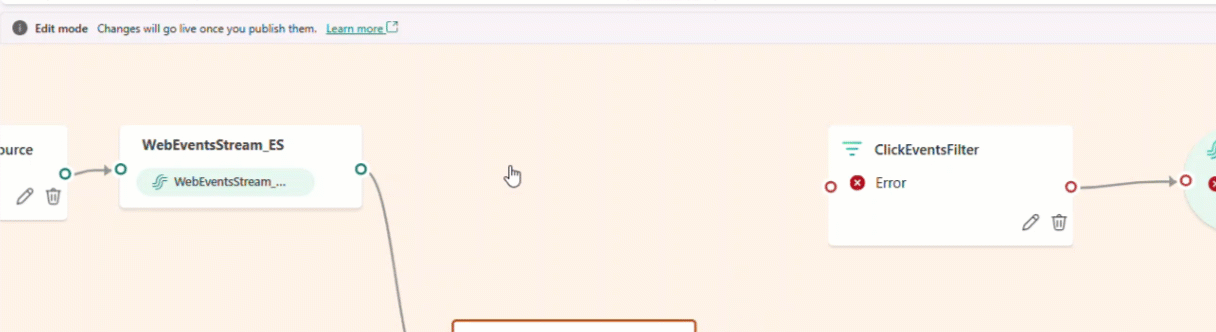 Edit mode Changes will go live once you publish them. Learn more
WebEventsStream_ES
WebEventsStream_...
ource
ClickEventsFilter
Error